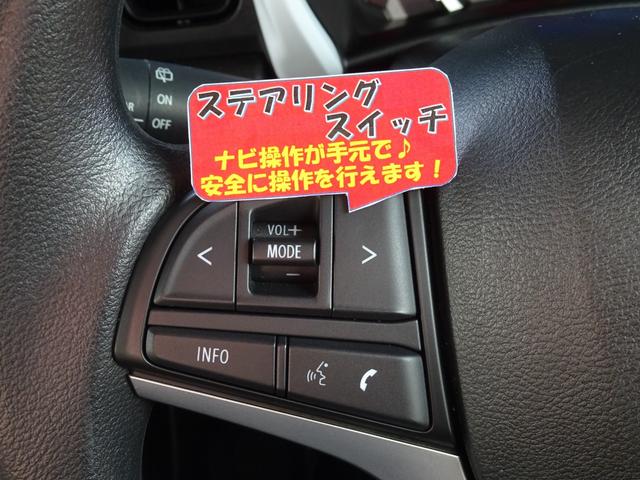 ステアリング
スイッチ
ナビ操作が手元で♪
安全に操作を行えます！
ON
OFF
VOL+
< MODE >
−
INFO